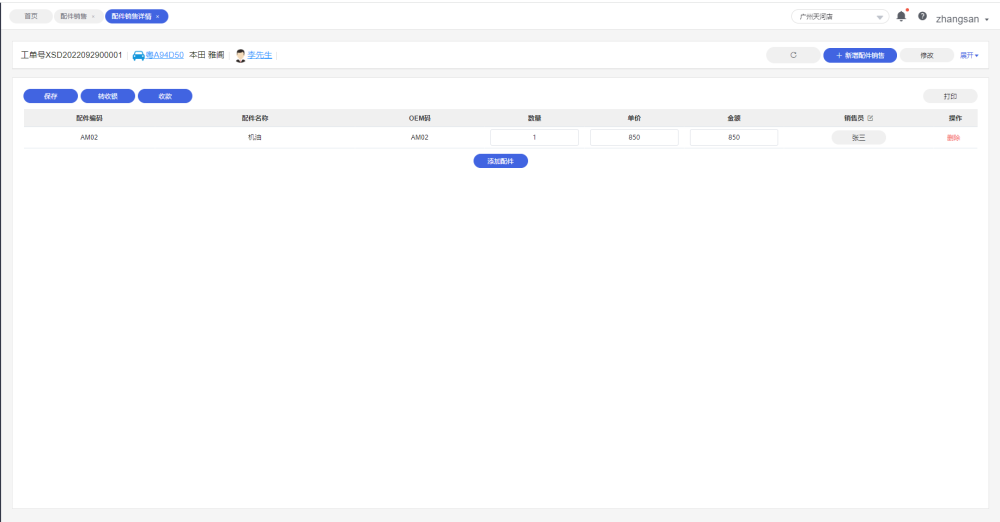 首页 配件销售 × 配件销售详情 × 广州天河店 zhangsan
工单号XSD2022092900001 粤A94D50 本田 雅阁 李先生 + 新增配件销售 修改 展开
保存 转收银 收款 打印
配件编码 配件名称 OEM码 数量 单价 金额 销售员 操作
AM02 机油 AM02 1 850 850 张三 删除
添加配件